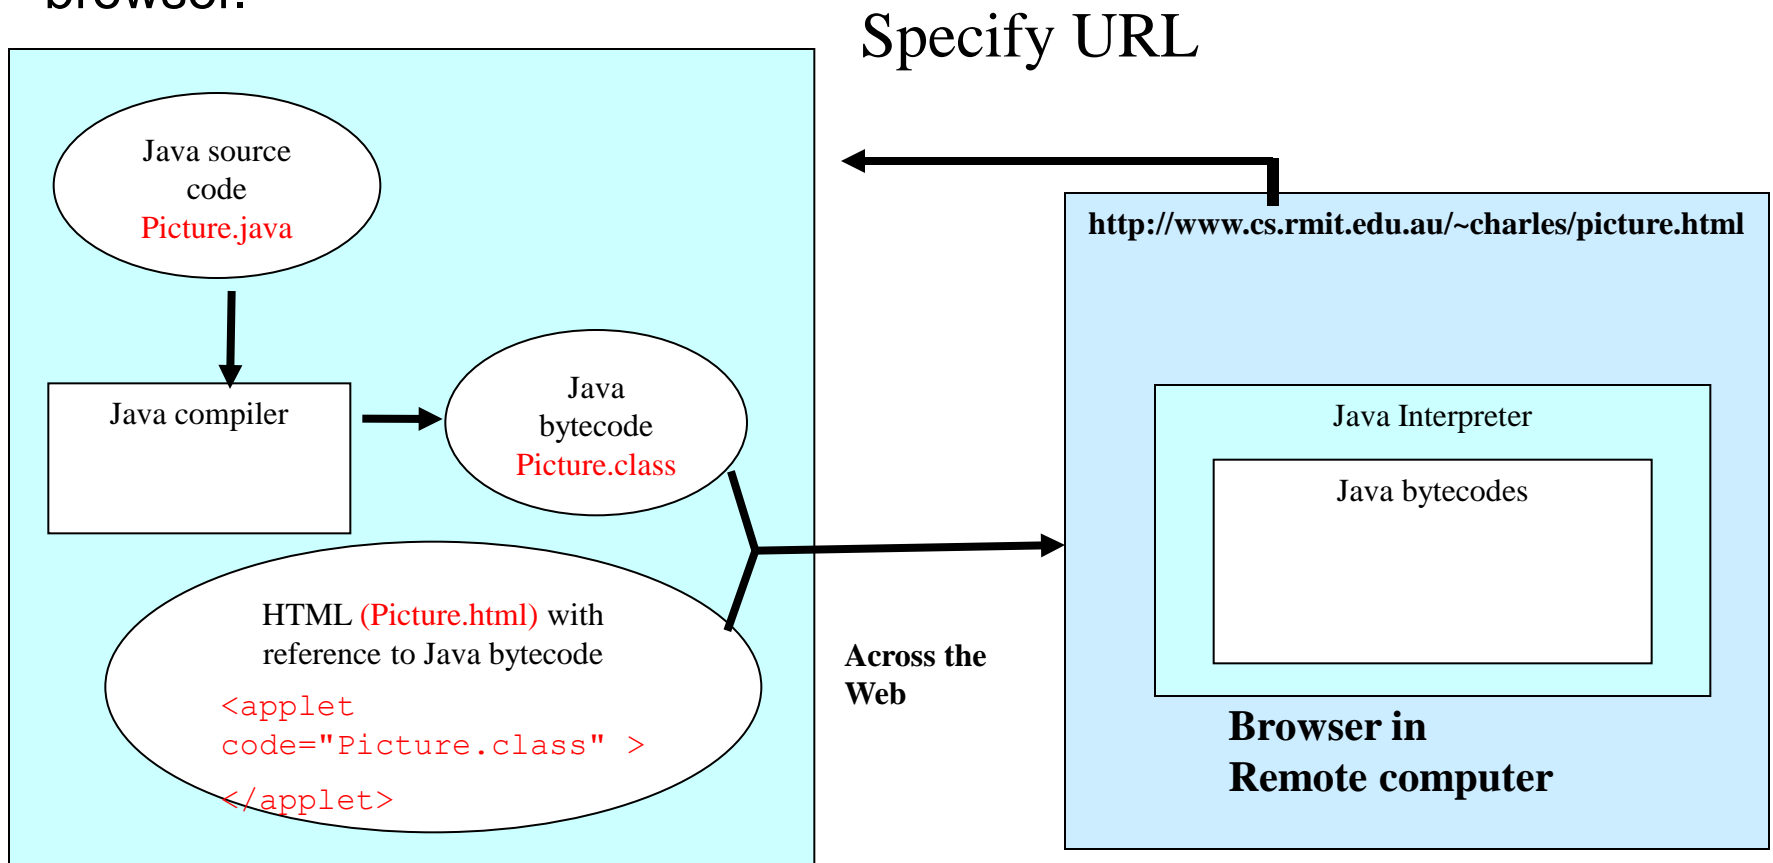 browser.
Specify URL
Java source
code
Picture.java
http://www.cs.rmit.edu.au/~charles/picture.html
Java compiler
Java
bytecode
Picture.class
Java Interpreter
Java bytecodes
HTML (Picture.html) with
reference to Java bytecode
<applet
code="Picture.class" >
</applet>
Across the
Web
Browser in
Remote computer